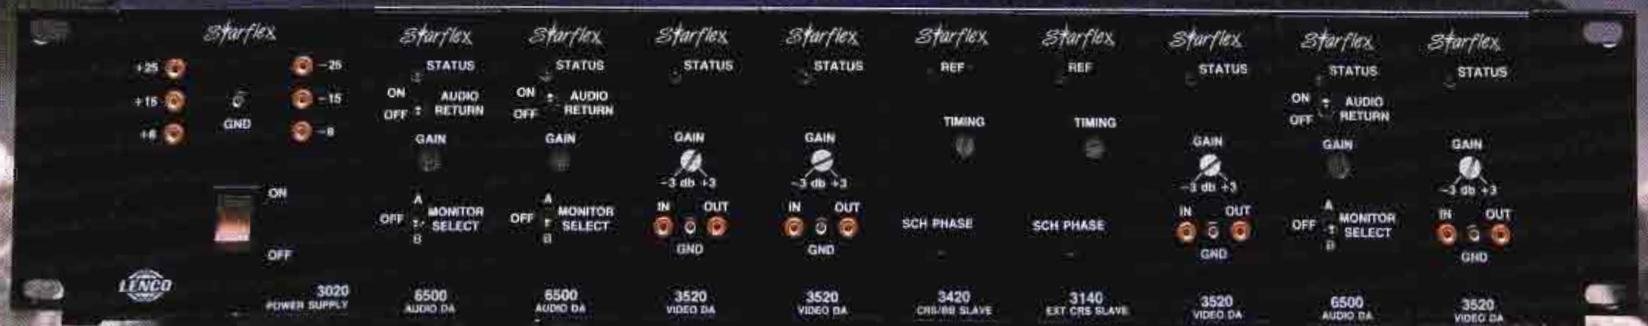 Starflex
+25 -25
+15 -15
GND
+6 -6
ON
OFF
LENCO
3020
POWER SUPPLY
Starflex
STATUS
ON AUDIO
OFF RETURN
GAIN
A
OFF MONITOR
SELECT
B
6500
AUDIO DA
Starflex
STATUS
ON AUDIO
OFF RETURN
GAIN
A
OFF MONITOR
SELECT
B
6500
AUDIO DA
Starflex
STATUS
GAIN
-3 db +3
IN OUT
GND
3520
VIDEO DA
Starflex
STATUS
GAIN
-3 db +3
IN OUT
GND
3520
VIDEO DA
Starflex
REF
TIMING
SCH PHASE
3420
CRS/BB SLAVE
Starflex
REF
TIMING
SCH PHASE
3140
EXT CRS SLAVE
Starflex
STATUS
GAIN
-3 db +3
IN OUT
GND
3520
VIDEO DA
Starflex
STATUS
ON AUDIO
OFF RETURN
GAIN
A
OFF MONITOR
SELECT
B
6500
AUDIO DA
Starflex
STATUS
GAIN
-3 db +3
IN OUT
GND
3520
VIDEO DA